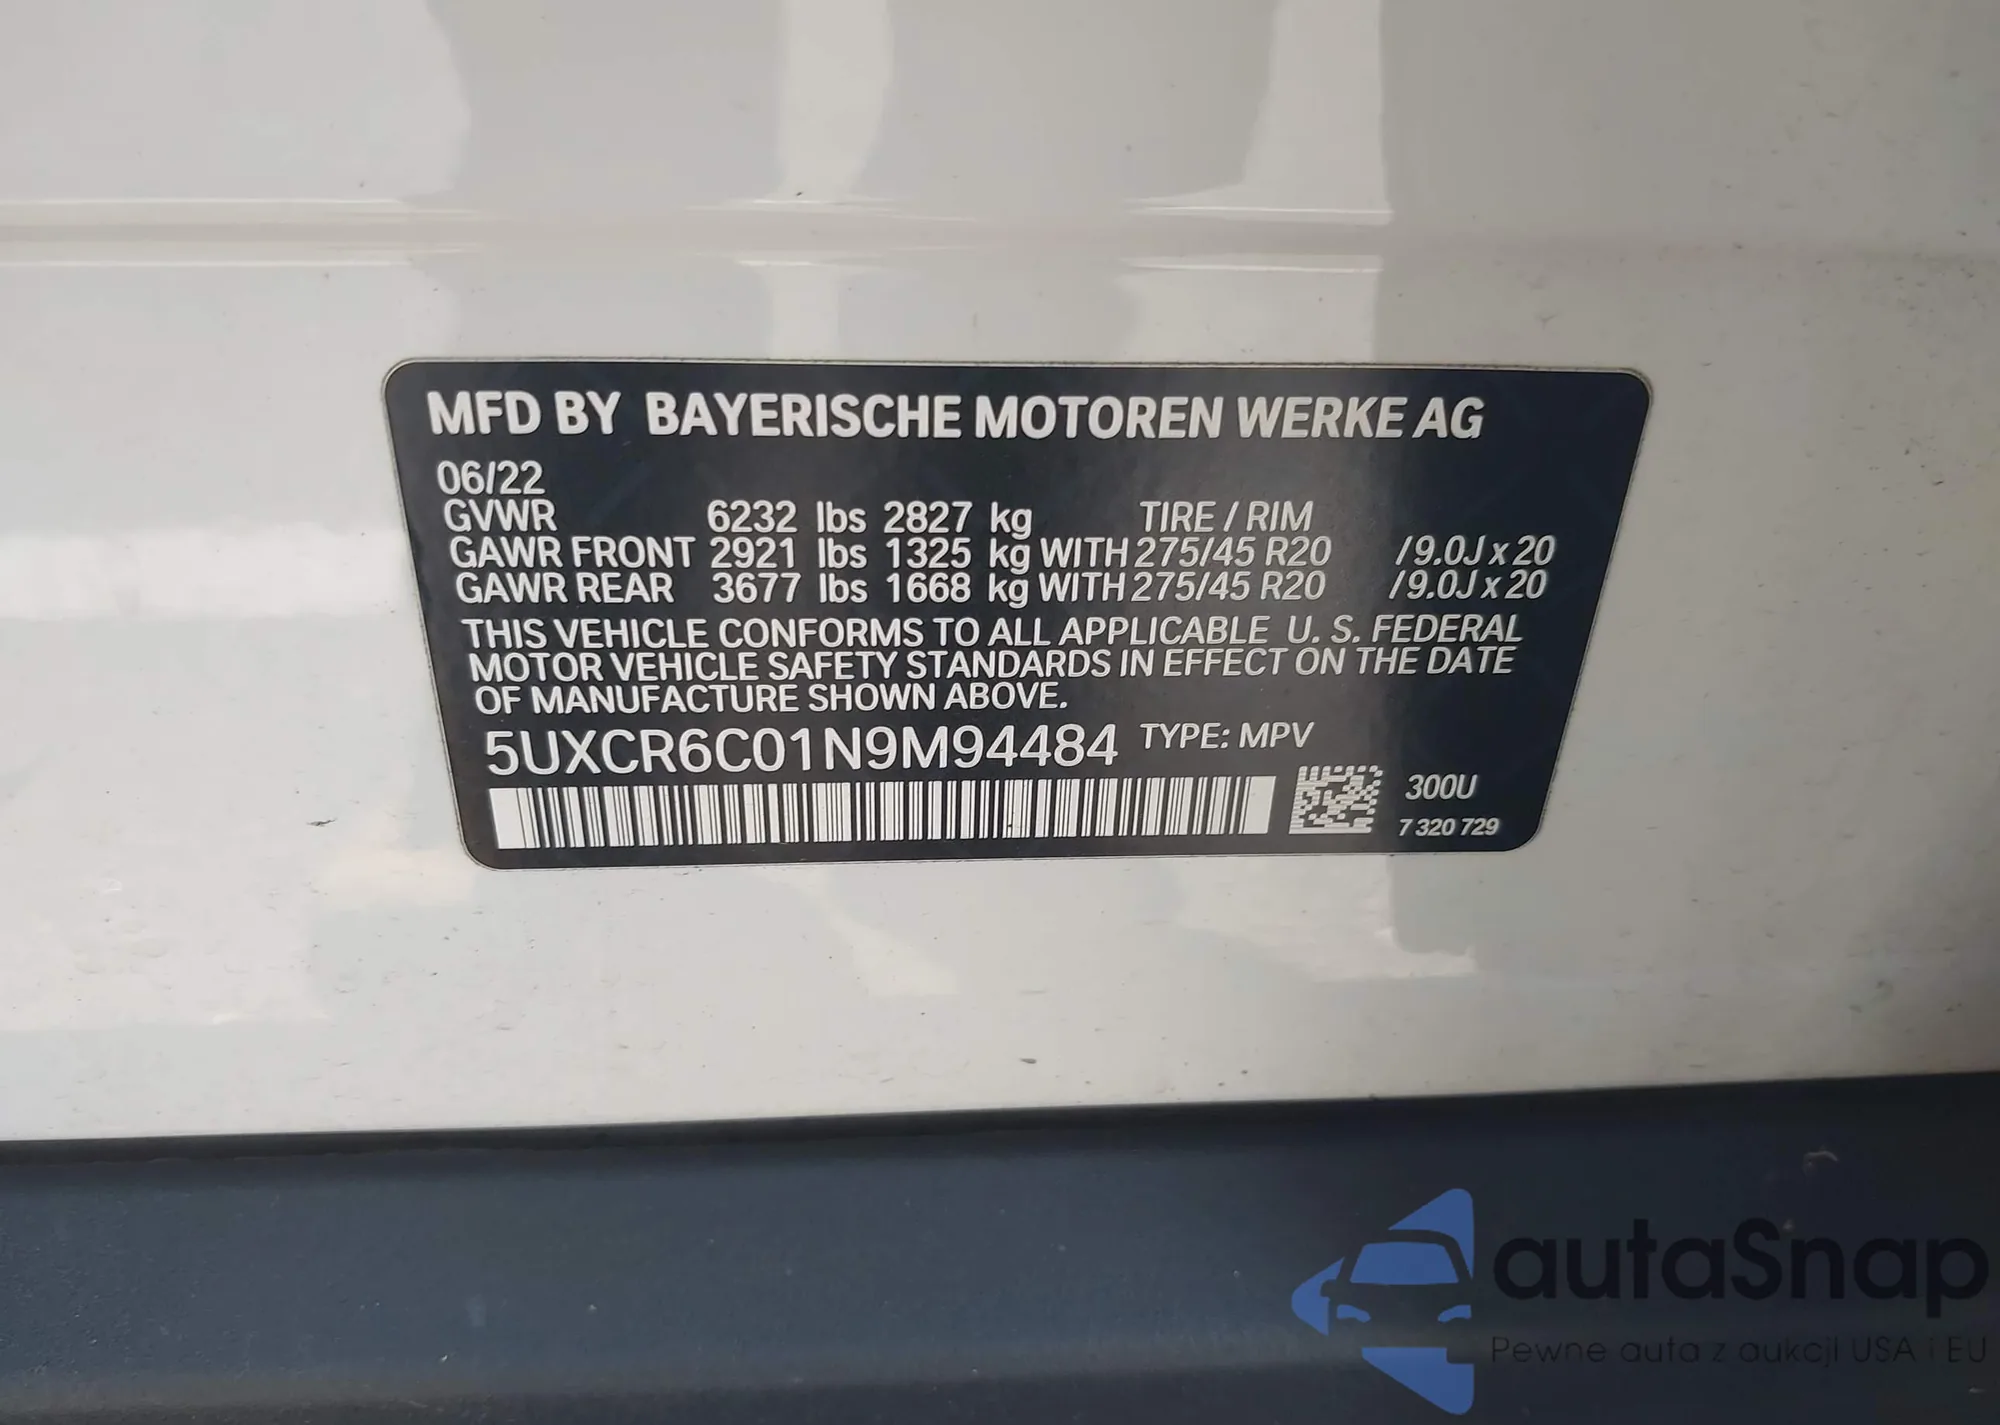 MFD BY BAYERISCHE MOTOREN WERKE AG
06/22
GVWR 6232 lbs 2827 kg TIRE / RIM
GAWR FRONT 2921 lbs 1325 kg WITH 275/45 R20 /9.0J x 20
GAWR REAR 3677 lbs 1668 kg WITH 275/45 R20 /9.0J x 20
THIS VEHICLE CONFORMS TO ALL APPLICABLE U. S. FEDERAL
MOTOR VEHICLE SAFETY STANDARDS IN EFFECT ON THE DATE
OF MANUFACTURE SHOWN ABOVE.
5UXCR6C01N9M94484 TYPE: MPV
300U
7 320 729
autaSnap
Pewne auta z aukcji USA i EU